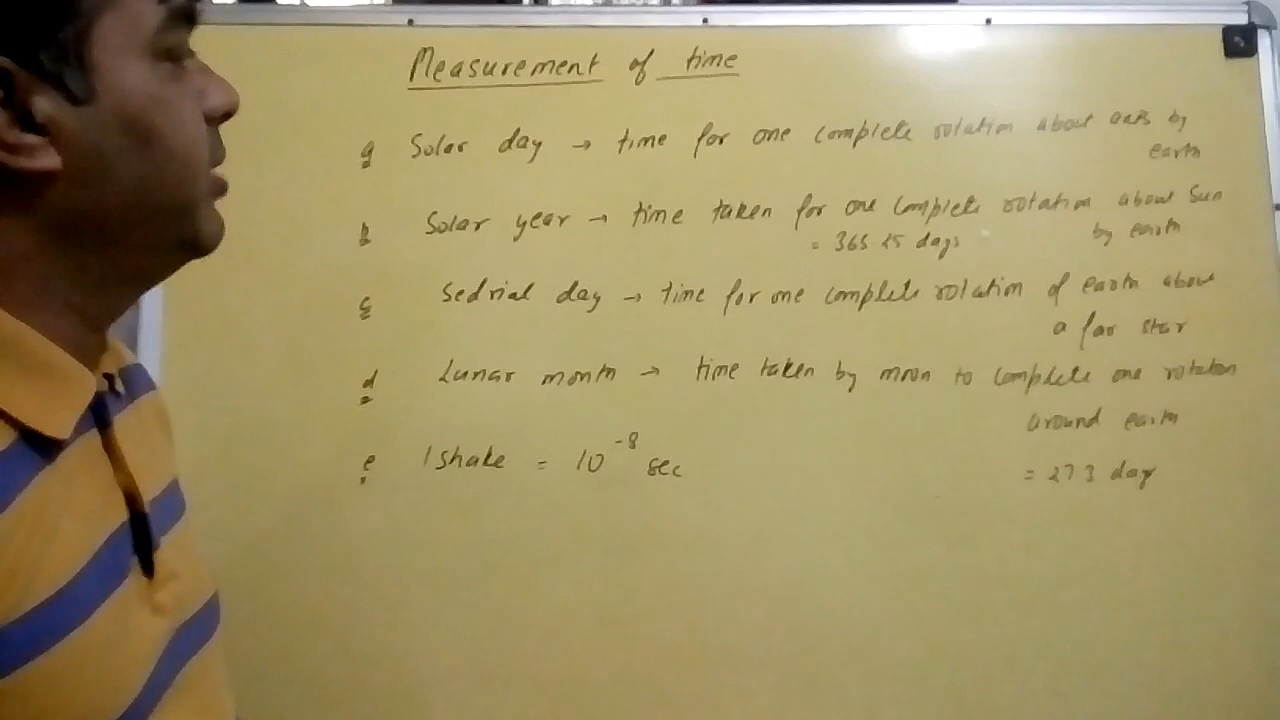 Measurement of time
a Solar day → time for one complete rotation about axis by
earth
b Solar year → time taken for one complete rotation about Sun
= 365.25 days by earth
c Sedrial day → time for one complete rotation of earth about
a far star
d Lunar month → time taken by moon to complete one rotation
around earth
e 1 shake = 10⁻⁸ sec
= 27.3 day